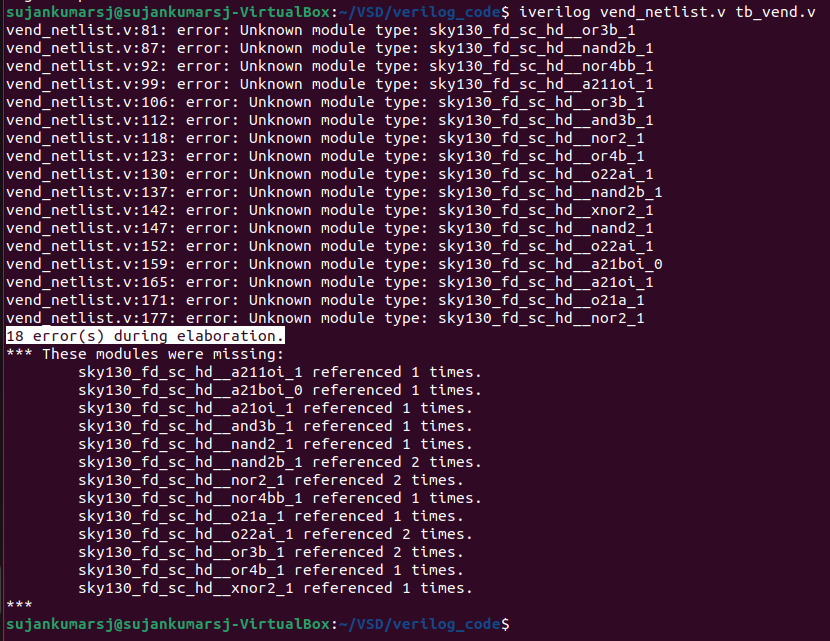 sujankumarsj@sujankumarsj-VirtualBox:~/VSD/verilog_code$ iverilog vend_netlist.v tb_vend.v
vend_netlist.v:81: error: Unknown module type: sky130_fd_sc_hd__or3b_1
vend_netlist.v:87: error: Unknown module type: sky130_fd_sc_hd__nand2b_1
vend_netlist.v:92: error: Unknown module type: sky130_fd_sc_hd__nor4bb_1
vend_netlist.v:99: error: Unknown module type: sky130_fd_sc_hd__a211oi_1
vend_netlist.v:106: error: Unknown module type: sky130_fd_sc_hd__or3b_1
vend_netlist.v:112: error: Unknown module type: sky130_fd_sc_hd__and3b_1
vend_netlist.v:118: error: Unknown module type: sky130_fd_sc_hd__nor2_1
vend_netlist.v:123: error: Unknown module type: sky130_fd_sc_hd__or4b_1
vend_netlist.v:130: error: Unknown module type: sky130_fd_sc_hd__o22ai_1
vend_netlist.v:137: error: Unknown module type: sky130_fd_sc_hd__nand2b_1
vend_netlist.v:142: error: Unknown module type: sky130_fd_sc_hd__xnor2_1
vend_netlist.v:147: error: Unknown module type: sky130_fd_sc_hd__nand2_1
vend_netlist.v:152: error: Unknown module type: sky130_fd_sc_hd__o22ai_1
vend_netlist.v:159: error: Unknown module type: sky130_fd_sc_hd__a21boi_0
vend_netlist.v:165: error: Unknown module type: sky130_fd_sc_hd__a21oi_1
vend_netlist.v:171: error: Unknown module type: sky130_fd_sc_hd__o21a_1
vend_netlist.v:177: error: Unknown module type: sky130_fd_sc_hd__nor2_1
18 error(s) during elaboration.
*** These modules were missing:
sky130_fd_sc_hd__a211oi_1 referenced 1 times.
sky130_fd_sc_hd__a21boi_0 referenced 1 times.
sky130_fd_sc_hd__a21oi_1 referenced 1 times.
sky130_fd_sc_hd__and3b_1 referenced 1 times.
sky130_fd_sc_hd__nand2_1 referenced 1 times.
sky130_fd_sc_hd__nand2b_1 referenced 2 times.
sky130_fd_sc_hd__nor2_1 referenced 2 times.
sky130_fd_sc_hd__nor4bb_1 referenced 1 times.
sky130_fd_sc_hd__o21a_1 referenced 1 times.
sky130_fd_sc_hd__o22ai_1 referenced 2 times.
sky130_fd_sc_hd__or3b_1 referenced 2 times.
sky130_fd_sc_hd__or4b_1 referenced 1 times.
sky130_fd_sc_hd__xnor2_1 referenced 1 times.
***
sujankumarsj@sujankumarsj-VirtualBox:~/VSD/verilog_code$